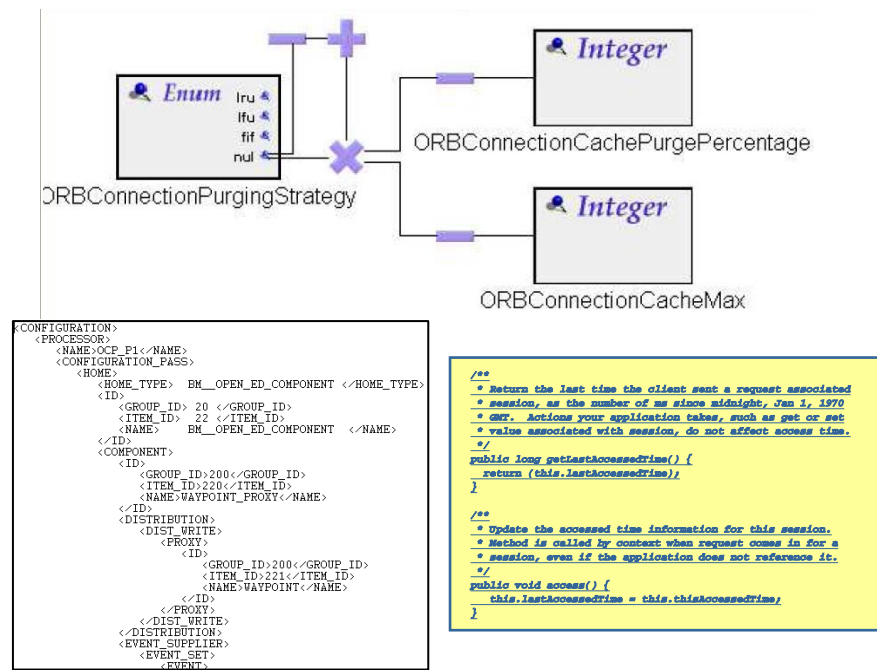 Enum
lru
lfu
fif
nul
ORBConnectionPurgingStrategy
Integer
ORBConnectionCachePurgePercentage
Integer
ORBConnectionCacheMax
<CONFIGURATION>
<PROCESSOR>
<NAME>OCP_P1</NAME>
<CONFIGURATION_PASS>
<HOME>
<HOME_TYPE> BM__OPEN_ED_COMPONENT </HOME_TYPE>
<ID>
<GROUP_ID> 20 </GROUP_ID>
<ITEM_ID> 22 </ITEM_ID>
<NAME> BM__OPEN_ED_COMPONENT </NAME>
</ID>
<COMPONENT>
<ID>
<GROUP_ID>200</GROUP_ID>
<ITEM_ID>220</ITEM_ID>
<NAME>WAYPOINT_PROXY</NAME>
</ID>
<DISTRIBUTION>
<DIST_WRITE>
<PROXY>
<ID>
<GROUP_ID>200</GROUP_ID>
<ITEM_ID>221</ITEM_ID>
<NAME>WAYPOINT</NAME>
</ID>
</PROXY>
</DIST_WRITE>
</DISTRIBUTION>
<EVENT_SUPPLIER>
<EVENT_SET>
<EVENT>
/**
* Return the last time the client sent a request associated
* session, as the number of ms since midnight, Jan 1, 1970
* GMT. Actions your application takes, such as get or set
* value associated with session, do not affect access time.
*/
public long getLastAccessedTime() {
return (this.lastAccessedTime);
}
/**
* Update the accessed time information for this session.
* Method is called by context when request comes in for a
* session, even if the application does not reference it.
*/
public void access() {
this.lastAccessedTime = this.thisAccessedTime;
}